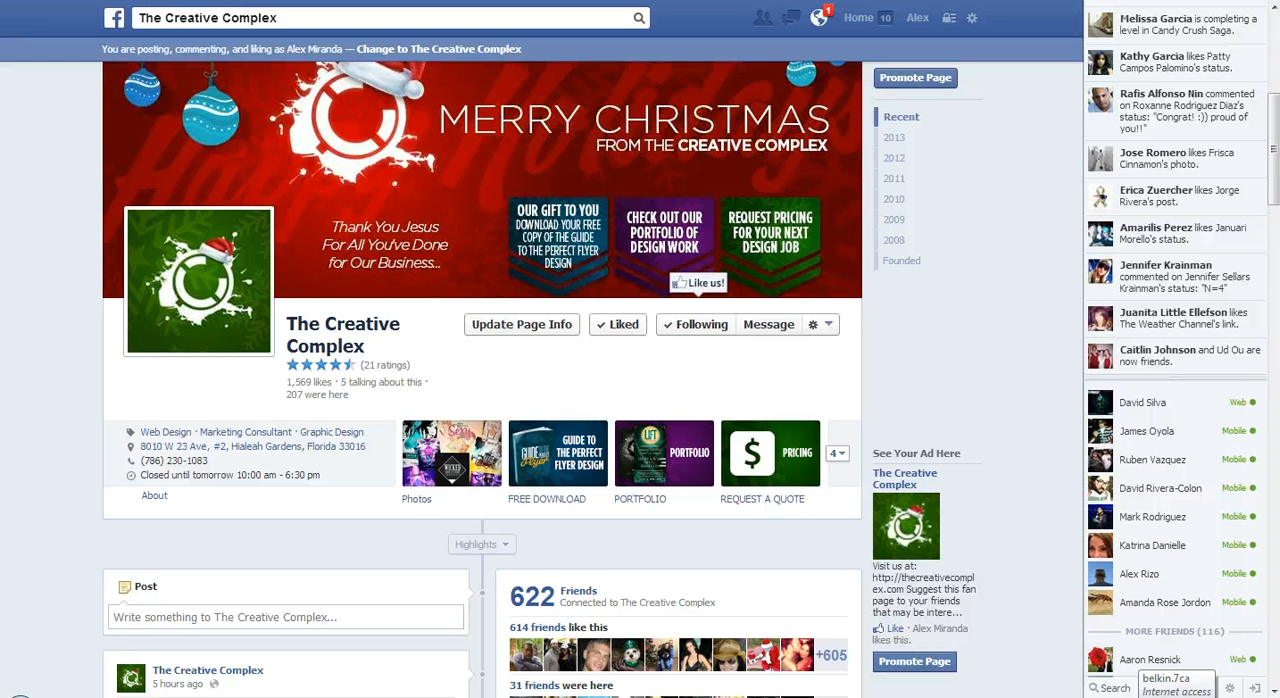 The Creative Complex
1
Home 10
Alex
You are posting, commenting, and liking as Alex Miranda — Change to The Creative Complex
MERRY CHRISTMAS
FROM THE CREATIVE COMPLEX
Thank You Jesus
For All You've Done
for Our Business...
OUR GIFT TO YOU
DOWNLOAD YOUR FREE
COPY OF THE GUIDE
TO THE PERFECT FLYER
DESIGN
CHECK OUT OUR
PORTFOLIO OF
DESIGN WORK
REQUEST PRICING
FOR YOUR NEXT
DESIGN JOB
Like us!
The Creative
Complex
(21 ratings)
1,569 likes · 5 talking about this ·
207 were here
Update Page Info
✓ Liked
✓ Following
Message
Web Design · Marketing Consultant · Graphic Design
8010 W 23 Ave, #2, Hialeah Gardens, Florida 33016
(786) 230-1083
Closed until tomorrow 10:00 am - 6:30 pm
About
Photos
GUIDE TO
THE PERFECT
FLYER DESIGN
FREE DOWNLOAD
PORTFOLIO
PORTFOLIO
$ PRICING
REQUEST A QUOTE
4
Highlights
Post
Write something to The Creative Complex...
The Creative Complex
5 hours ago
622 Friends
Connected to The Creative Complex
614 friends like this
+605
31 friends were here
Promote Page
Recent
2013
2012
2011
2010
2009
2008
Founded
See Your Ad Here
The Creative
Complex
Visit us at:
http://thecreativecompl
ex.com Suggest this fan
page to your friends
that may be intere...
Like · Alex Miranda
likes this.
Promote Page
Melissa Garcia is completing a
level in Candy Crush Saga.
Kathy Garcia likes Patty
Campos Palomino's status.
Rafis Alfonso Nin commented
on Roxanne Rodriguez Diaz's
status: "Congrat! :)) proud of
you!!"
Jose Romero likes Frisca
Cinnamon's photo.
Erica Zuercher likes Jorge
Rivera's post.
Amarilis Perez likes Januari
Morello's status.
Jennifer Krainman
commented on Jennifer Sellars
Krainman's status: "N=4"
Juanita Little Ellefson likes
The Weather Channel's link.
Caitlin Johnson and Ud Ou are
now friends.
David Silva Web
James Oyola Mobile
Ruben Vazquez Mobile
David Rivera-Colon Mobile
Mark Rodriguez Mobile
Katrina Danielle Mobile
Alex Rizo Mobile
Amanda Rose Jordon Mobile
MORE FRIENDS (116)
Aaron Resnick Web
Search
belkin.7ca
Internet access